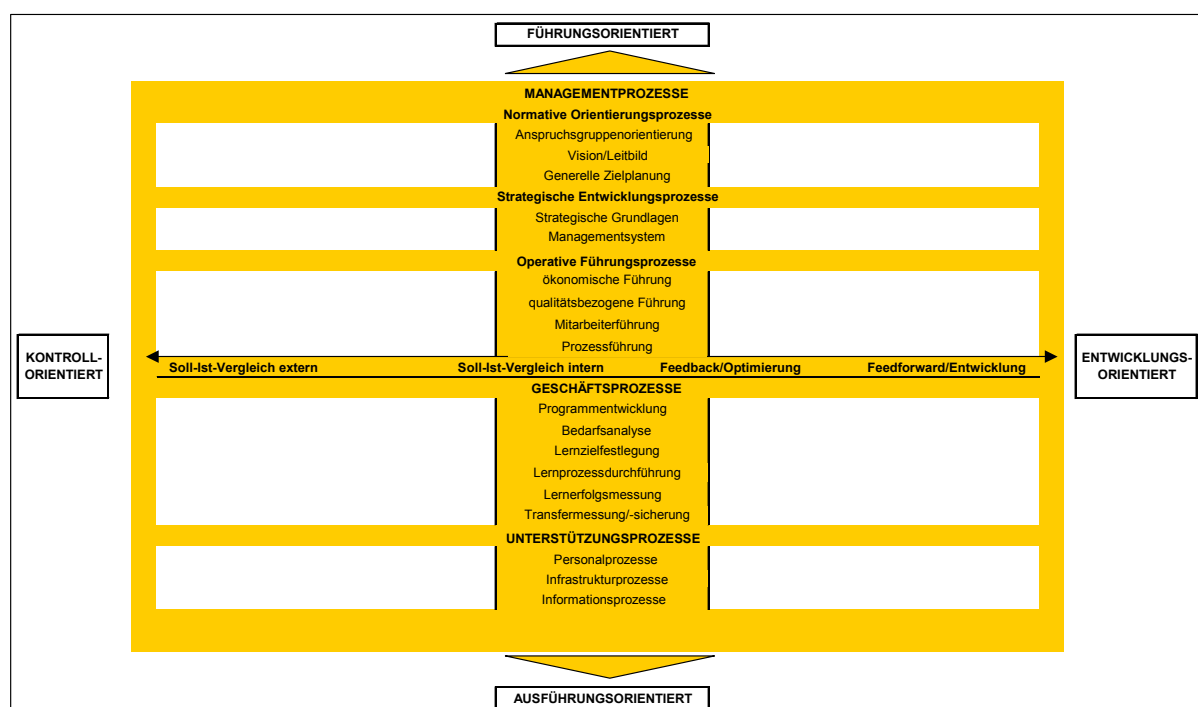 FÜHRUNGSORIENTIERT
MANAGEMENTPROZESSE
Normative Orientierungsprozesse
Anspruchsgruppenorientierung
Vision/Leitbild
Generelle Zielplanung
Strategische Entwicklungsprozesse
Strategische Grundlagen
Managementsystem
Operative Führungsprozesse
ökonomische Führung
qualitätsbezogene Führung
Mitarbeiterführung
Prozessführung
KONTROLL-
ORIENTIERT
Soll-Ist-Vergleich extern Soll-Ist-Vergleich intern Feedback/Optimierung Feedforward/Entwicklung
ENTWICKLUNGS-
ORIENTIERT
GESCHÄFTSPROZESSE
Programmentwicklung
Bedarfsanalyse
Lernzielfestlegung
Lernprozessdurchführung
Lernerfolgsmessung
Transfermessung/-sicherung
UNTERSTÜTZUNGSPROZESSE
Personalprozesse
Infrastrukturprozesse
Informationsprozesse
AUSFÜHRUNGSORIENTIERT